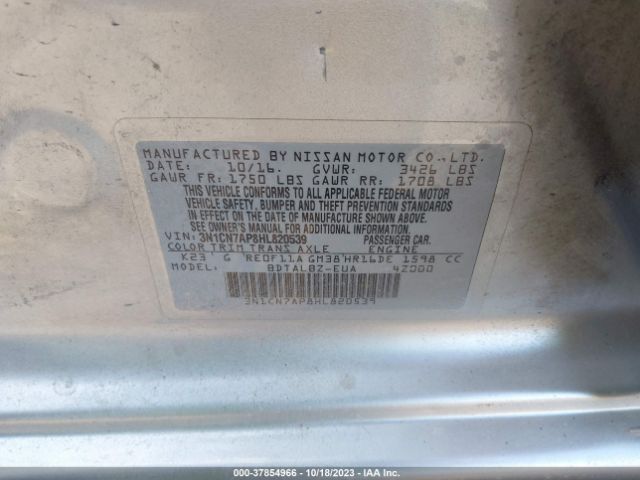 MANUFACTURED BY NISSAN MOTOR CO., LTD.
DATE: 10/16. GVWR: 3426 LBS
GAWR FR: 1750 LBS GAWR RR: 1708 LBS
THIS VEHICLE CONFORMS TO ALL APPLICABLE FEDERAL MOTOR
VEHICLE SAFETY, BUMPER AND THEFT PREVENTION STANDARDS
IN EFFECT ON THE DATE OF MANUFACTURE SHOWN ABOVE.
SEE OWNER'S MANUAL FOR ADDITIONAL INFORMATION.
VIN: 3N1CN7AP8HL820539 PASSENGER CAR.
COLOR TRIM TRANS AXLE ENGINE
K23 G RE0F11A GM38 HR16DE 1598 CC
MODEL: BDTALBZ-EUA 4Z000
3N1CN7AP8HL820539
000-37854966 - 10/18/2023 - IAA Inc.